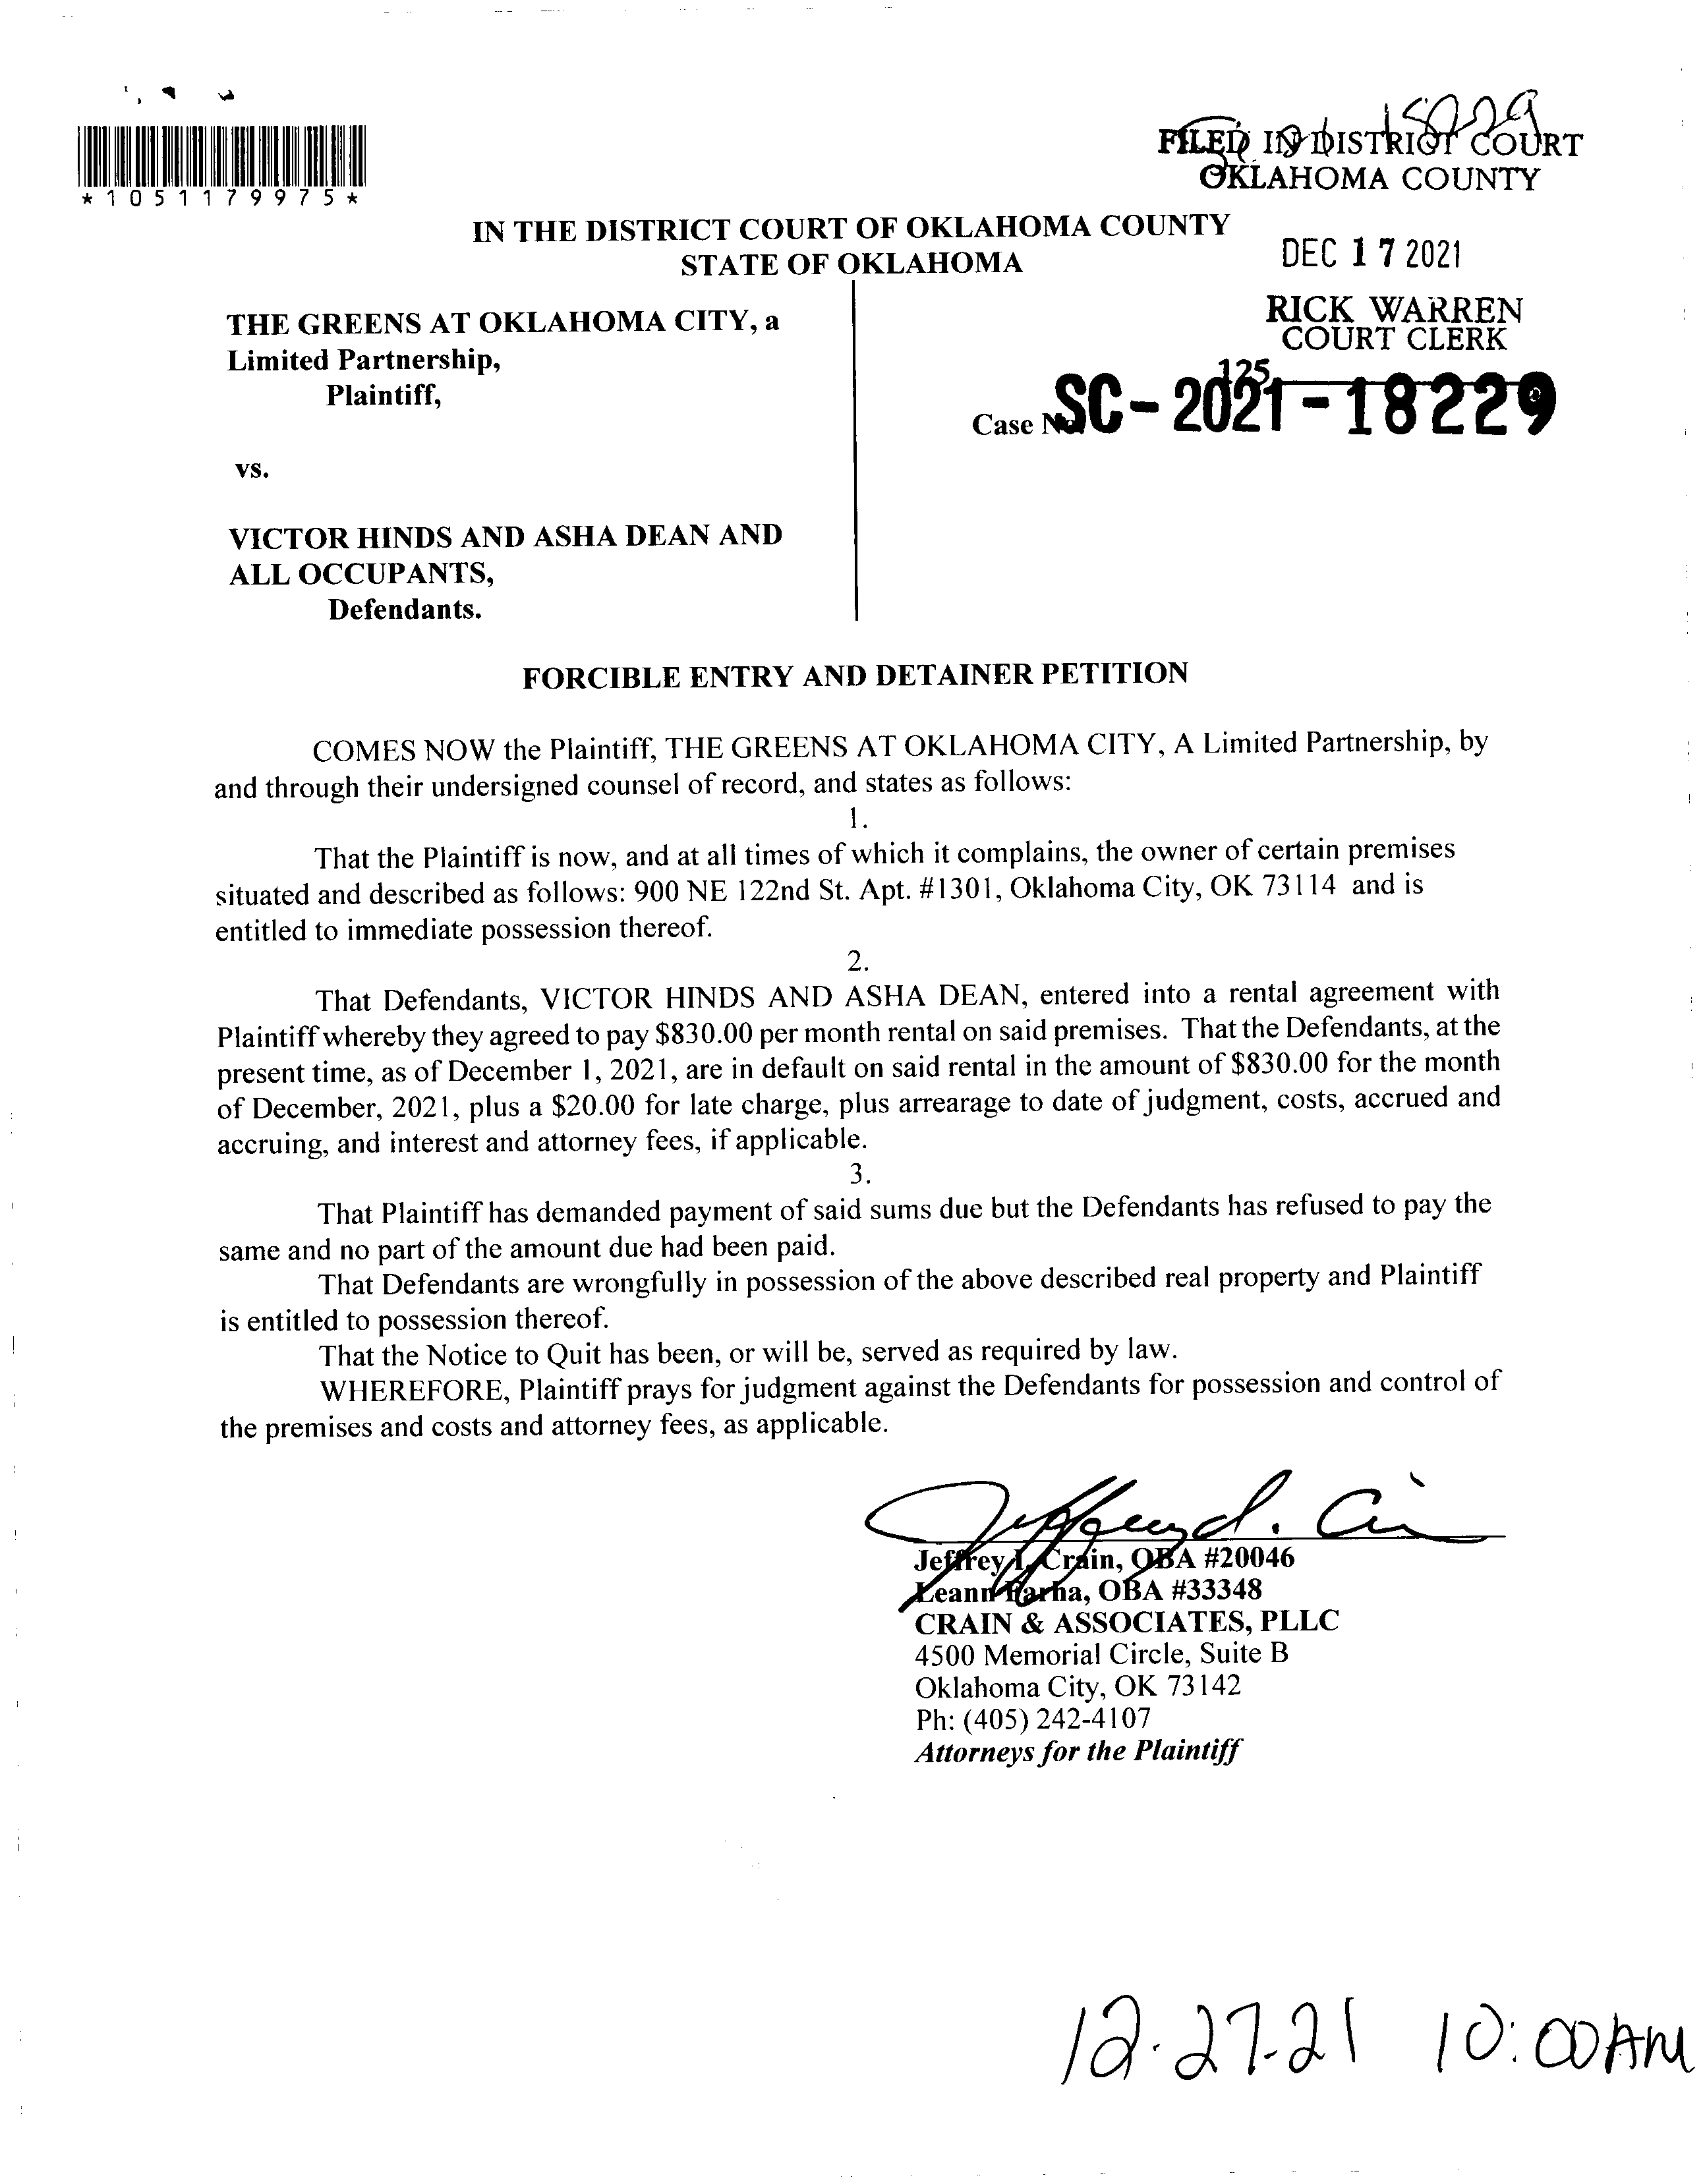 FILED IN DISTRICT COURT
OKLAHOMA COUNTY
*1051179975*
IN THE DISTRICT COURT OF OKLAHOMA COUNTY
STATE OF OKLAHOMA
DEC 17 2021
RICK WARREN
COURT CLERK
125
THE GREENS AT OKLAHOMA CITY, a
Limited Partnership,
Plaintiff,
Case No. SC-2021-18229
vs.
VICTOR HINDS AND ASHA DEAN AND
ALL OCCUPANTS,
Defendants.
FORCIBLE ENTRY AND DETAINER PETITION
COMES NOW the Plaintiff, THE GREENS AT OKLAHOMA CITY, A Limited Partnership, by
and through their undersigned counsel of record, and states as follows:
1.
That the Plaintiff is now, and at all times of which it complains, the owner of certain premises
situated and described as follows: 900 NE 122nd St. Apt. #1301, Oklahoma City, OK 73114 and is
entitled to immediate possession thereof.
2.
That Defendants, VICTOR HINDS AND ASHA DEAN, entered into a rental agreement with
Plaintiff whereby they agreed to pay $830.00 per month rental on said premises. That the Defendants, at the
present time, as of December 1, 2021, are in default on said rental in the amount of $830.00 for the month
of December, 2021, plus a $20.00 for late charge, plus arrearage to date of judgment, costs, accrued and
accruing, and interest and attorney fees, if applicable.
3.
That Plaintiff has demanded payment of said sums due but the Defendants has refused to pay the
same and no part of the amount due had been paid.
That Defendants are wrongfully in possession of the above described real property and Plaintiff
is entitled to possession thereof.
That the Notice to Quit has been, or will be, served as required by law.
WHEREFORE, Plaintiff prays for judgment against the Defendants for possession and control of
the premises and costs and attorney fees, as applicable.
Jeffrey L. Crain, OBA #20046
Leann Farha, OBA #33348
CRAIN & ASSOCIATES, PLLC
4500 Memorial Circle, Suite B
Oklahoma City, OK 73142
Ph: (405) 242-4107
Attorneys for the Plaintiff
12.27.21 10:00AM